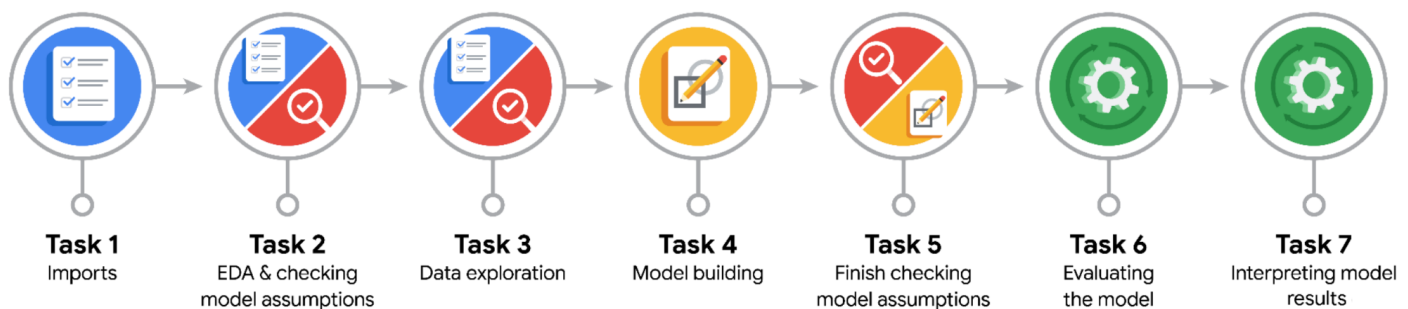 Task 1
Imports
Task 2
EDA & checking
model assumptions
Task 3
Data exploration
Task 4
Model building
Task 5
Finish checking
model assumptions
Task 6
Evaluating
the model
Task 7
Interpreting model
results